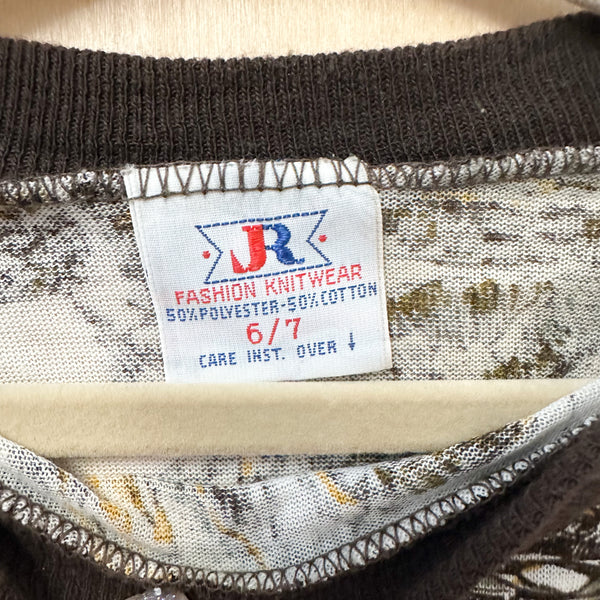 JR
FASHION KNITWEAR
50% POLYESTER-50% COTTON
6/7
CARE INST. OVER ↓